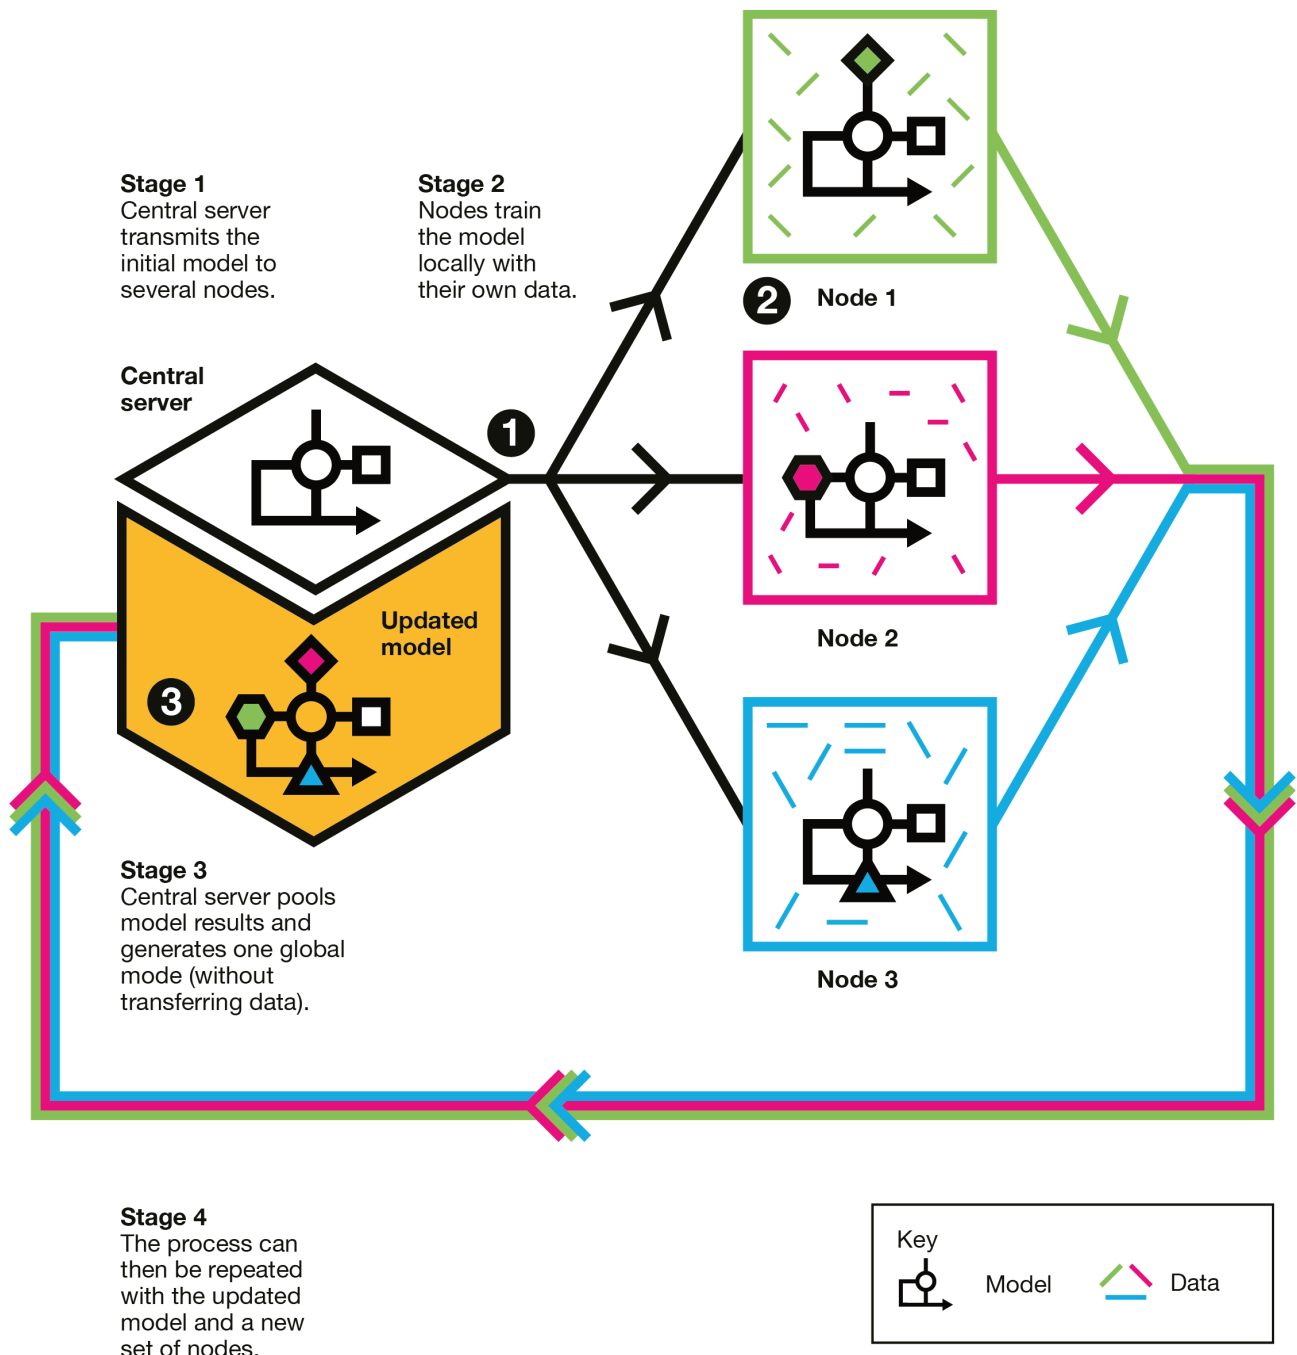 Stage 1
Central server
transmits the
initial model to
several nodes.
Stage 2
Nodes train
the model
locally with
their own data.
2
Node 1
Central
server
1
Node 2
Updated
model
3
Stage 3
Central server pools
model results and
generates one global
mode (without
transferring data).
Node 3
Stage 4
The process can
then be repeated
with the updated
model and a new
set of nodes.
Key
Model
Data